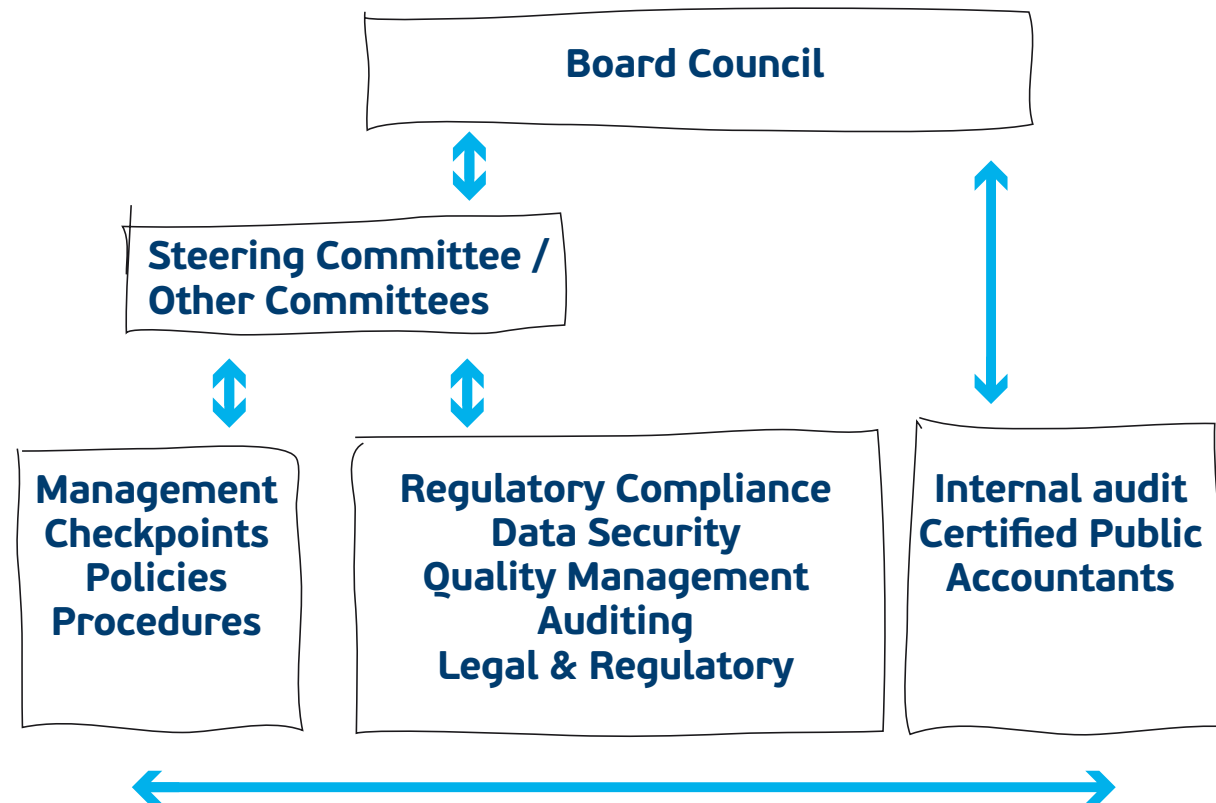 Board Council
Steering Committee /
Other Committees
Management
Checkpoints
Policies
Procedures
Regulatory Compliance
Data Security
Quality Management
Auditing
Legal & Regulatory
Internal audit
Certified Public
Accountants